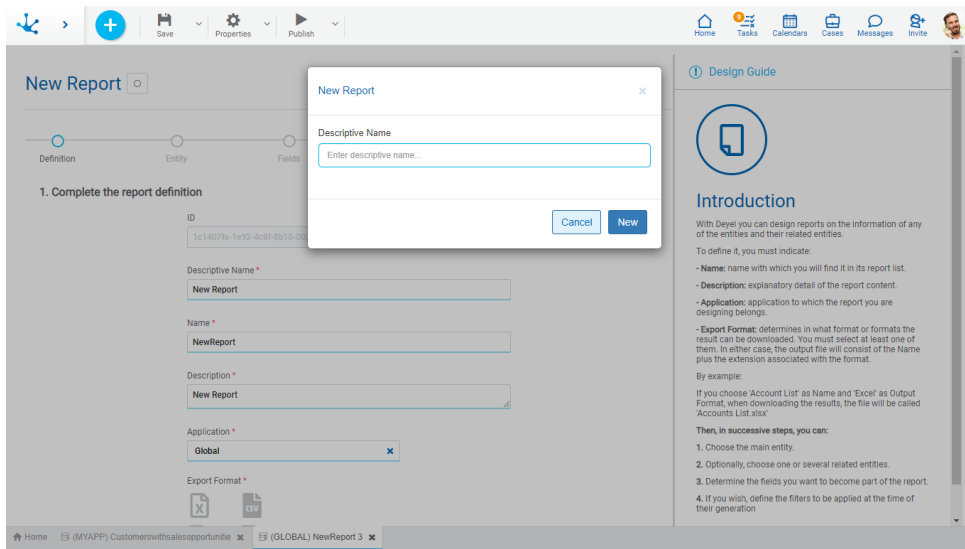 Save
Properties
Publish
Home
9
Tasks
Calendars
Cases
Messages
Invite
New Report
Definition
Entity
Fields
1. Complete the report definition
ID
1c1407fe-1e92-4c8f-8b10-00
Descriptive Name *
New Report
Name *
NewReport
Description *
New Report
Application *
Global
Export Format *
X
CSV
New Report
Descriptive Name
Enter descriptive name...
Cancel
New
Design Guide
Introduction
With Deyel you can design reports on the information of any
of the entities and their related entities.
To define it, you must indicate:
- Name: name with which you will find it in its report list.
- Description: explanatory detail of the report content.
- Application: application to which the report you are
designing belongs.
- Export Format: determines in what format or formats the
result can be downloaded. You must select at least one of
them. In either case, the output file will consist of the Name
plus the extension associated with the format.
By example:
If you choose 'Account List' as Name and 'Excel' as Output
Format, when downloading the results, the file will be called
'Accounts List.xlsx'
Then, in successive steps, you can:
1. Choose the main entity.
2. Optionally, choose one or several related entities.
3. Determine the fields you want to become part of the report.
4. If you wish, define the filters to be applied at the time of
their generation
Home
(MYAPP) Customerswithsalesopportunitie
(GLOBAL) NewReport 3